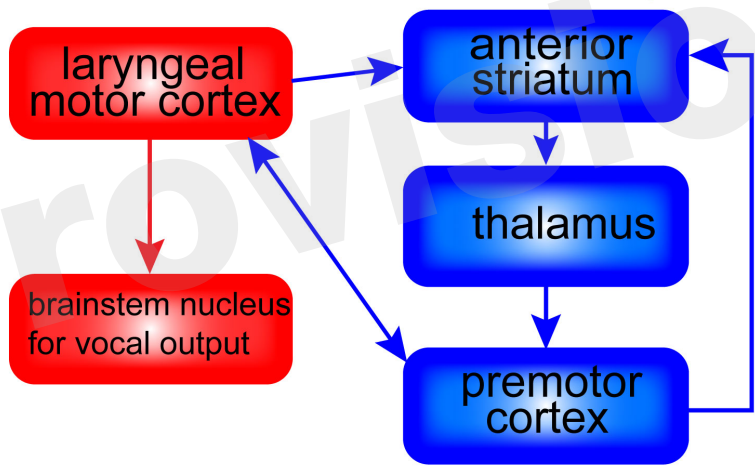 laryngeal
motor cortex
anterior
striatum
thalamus
brainstem nucleus
for vocal output
premotor
cortex
rovisio